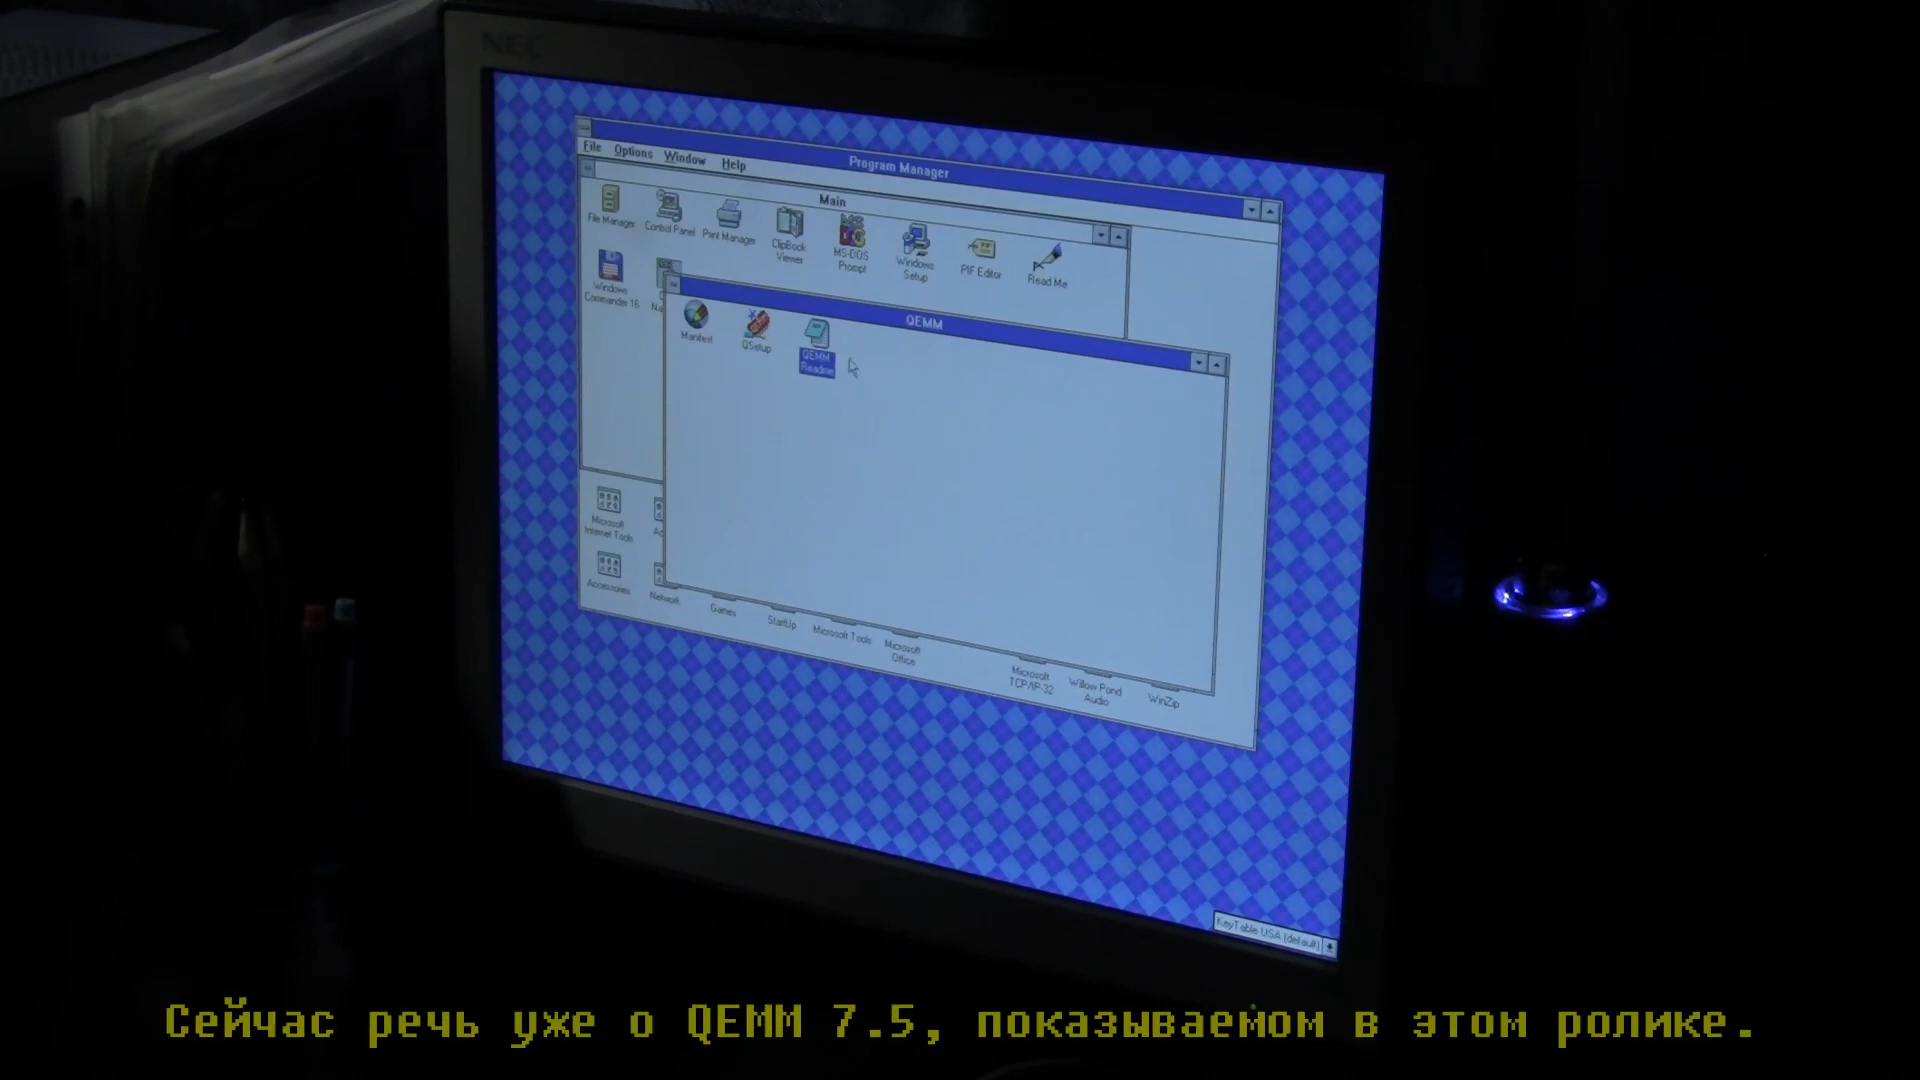 NEC
Program Manager
File Options Window Help
Main
File Manager
Control Panel
Print Manager
ClipBook
Viewer
MS-DOS
Prompt
Windows
Setup
PIF Editor
Read Me
Windows
Commander 16
QEMM
Manifest
QSetup
QEMM
Readme
Microsoft
Internet Tools
Accessories
Network
Games
StartUp
Microsoft Tools
Microsoft
Office
Microsoft
TCP/IP-32
Willow Pond
Audio
WinZip
KeyTable USA (default)
Сейчас речь уже о QEMM 7.5, показываемом в этом ролике.